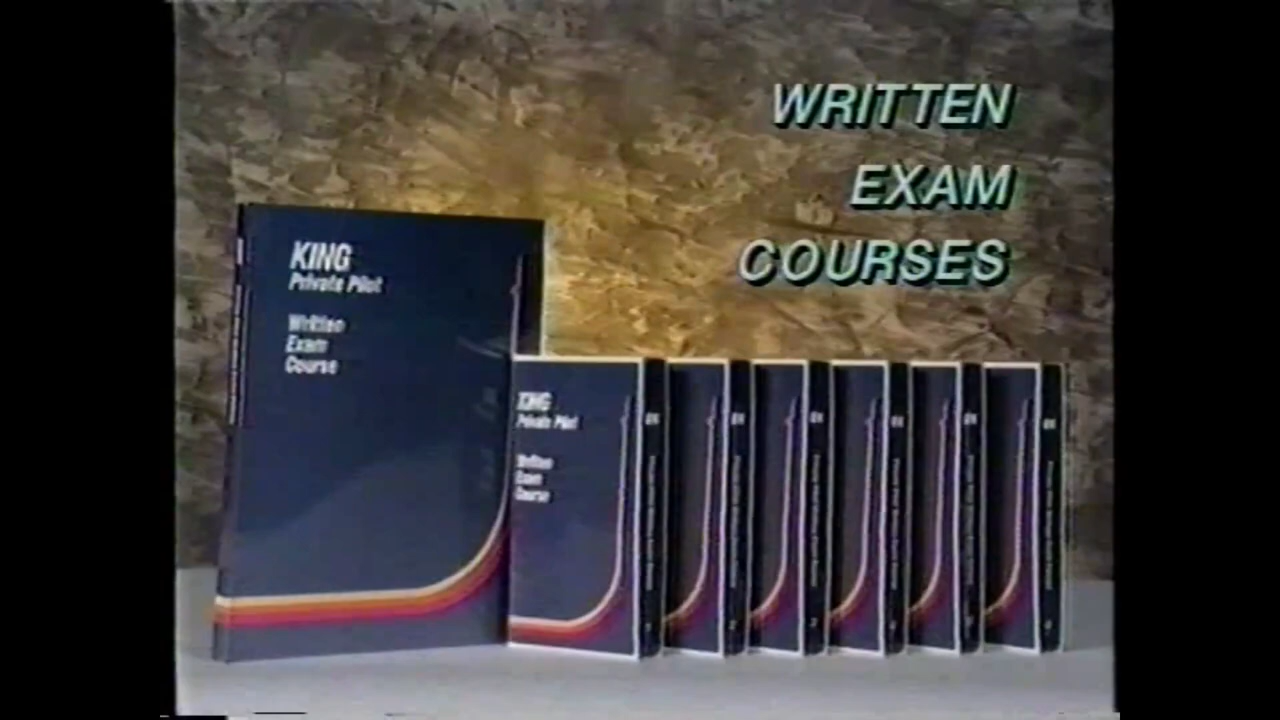 WRITTEN
EXAM
COURSES
KING
Private Pilot
Written
Exam
Course
KING
Private Pilot
Written
Exam
Course